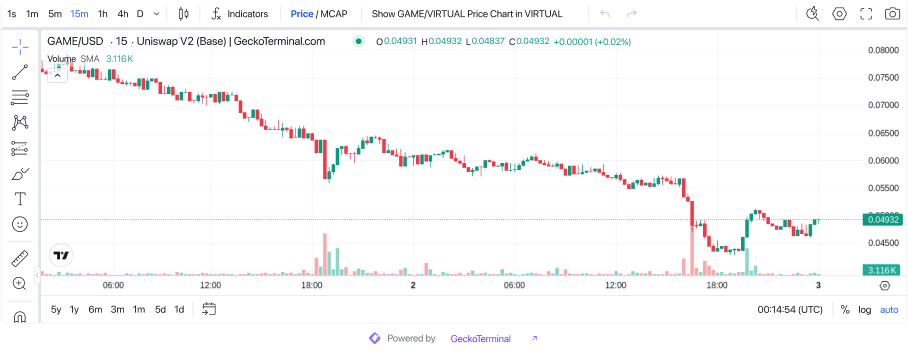 1s 1m 5m 15m 1h 4h D Indicators Price / MCAP Show GAME/VIRTUAL Price Chart in VIRTUAL
GAME/USD · 15 · Uniswap V2 (Base) | GeckoTerminal.com O0.04931 H0.04932 L0.04837 C0.04932 +0.00001 (+0.02%)
Volume SMA 3.116K
0.08000
0.07500
0.07000
0.06500
0.06000
0.05500
0.04932
0.04500
3.116K
06:00 12:00 18:00 2 06:00 12:00 18:00 3
5y 1y 6m 3m 1m 5d 1d 00:14:54 (UTC) % log auto
Powered by GeckoTerminal